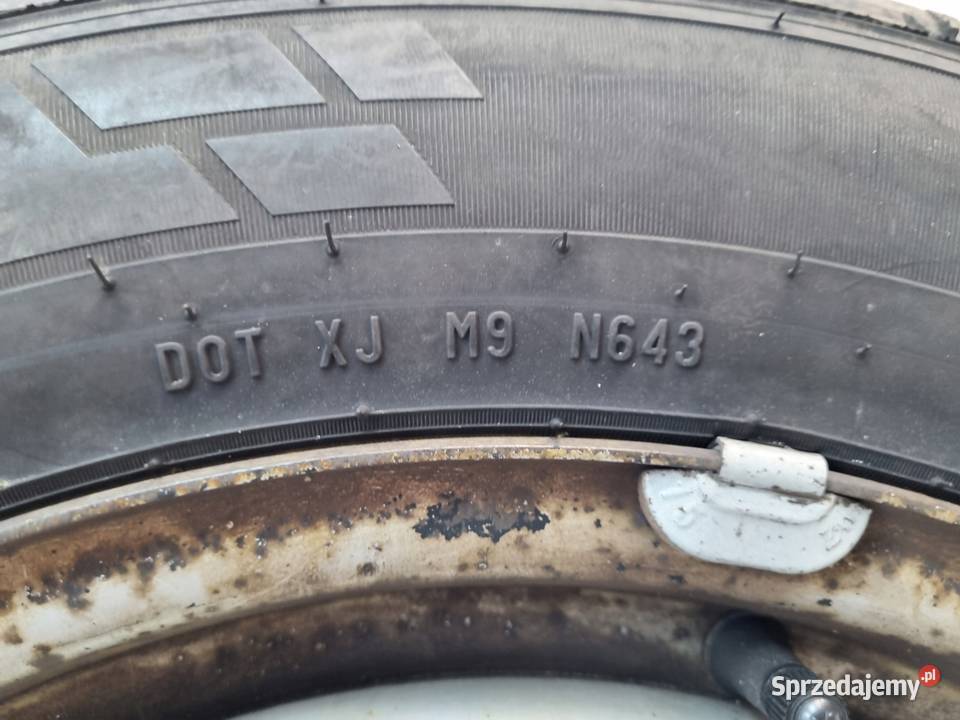 DOT XJ M9 N643
Sprzedajemy.pl